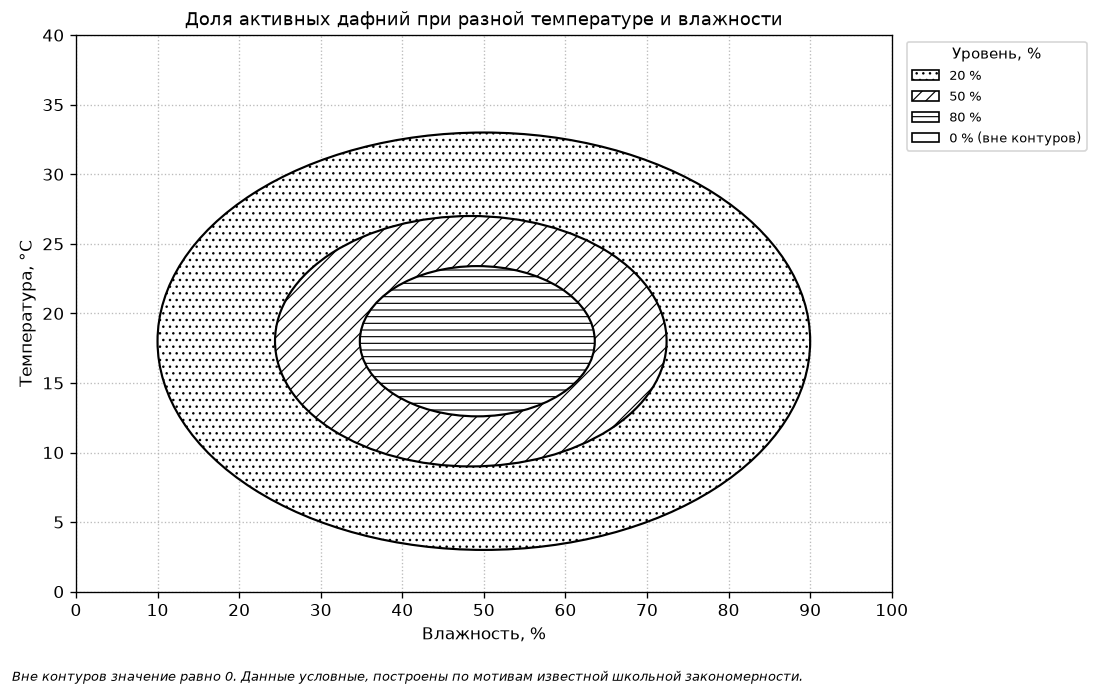 Доля активных дафний при разной температуре и влажности
40
35
30
25
20
15
10
5
0
Температура, °C
0 10 20 30 40 50 60 70 80 90 100
Влажность, %
Уровень, %
20 %
50 %
80 %
0 % (вне контуров)
Вне контуров значение равно 0. Данные условные, построены по мотивам известной школьной закономерности.